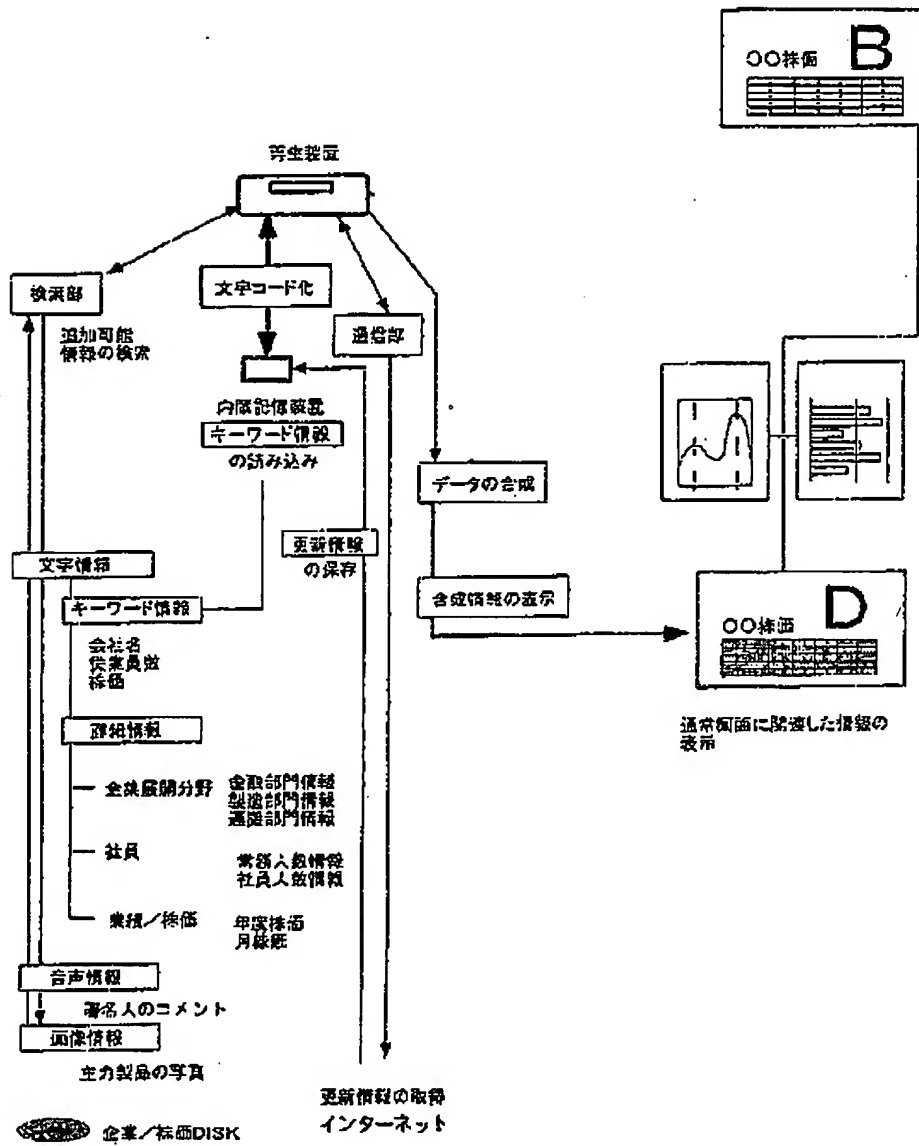 〇〇株価 B
再生装置
検索部
文字コード化
通信部
追加可能
情報の検索
内部記憶装置
キーワード情報
の読み込み
データの合成
更新情報
の保存
文字情報
合成情報の表示
キーワード情報
〇〇株価 D
会社名
従業員数
株価
詳細情報
通常画面に関連した情報の
表示
企業展開分野
金融部門情報
製造部門情報
通信部門情報
社員
常務人数情報
社員人数情報
業績／株価
年度株価
音声情報
著名人のコメント
画像情報
主力製品の写真
更新情報の取得
インターネット
企業／株価DISK